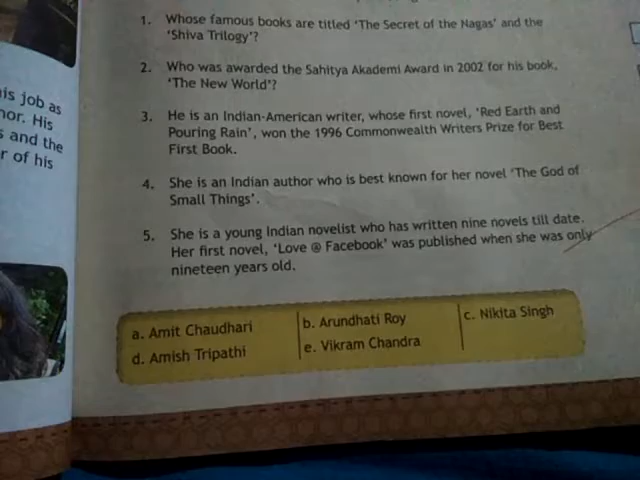 is job as
or. His
and the
r of his
1. Whose famous books are titled ‘The Secret of the Nagas’ and the
‘Shiva Trilogy’?
2. Who was awarded the Sahitya Akademi Award in 2002 for his book,
‘The New World’?
3. He is an Indian-American writer, whose first novel, ‘Red Earth and
Pouring Rain’, won the 1996 Commonwealth Writers Prize for Best
First Book.
4. She is an Indian author who is best known for her novel ‘The God of
Small Things’.
5. She is a young Indian novelist who has written nine novels till date.
Her first novel, ‘Love @ Facebook’ was published when she was only
nineteen years old.
a. Amit Chaudhari b. Arundhati Roy c. Nikita Singh
d. Amish Tripathi e. Vikram Chandra